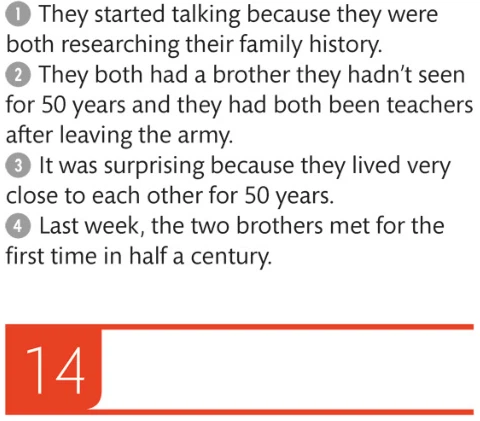 1 They started talking because they were
both researching their family history.
2 They both had a brother they hadn't seen
for 50 years and they had both been teachers
after leaving the army.
3 It was surprising because they lived very
close to each other for 50 years.
4 Last week, the two brothers met for the
first time in half a century.
14